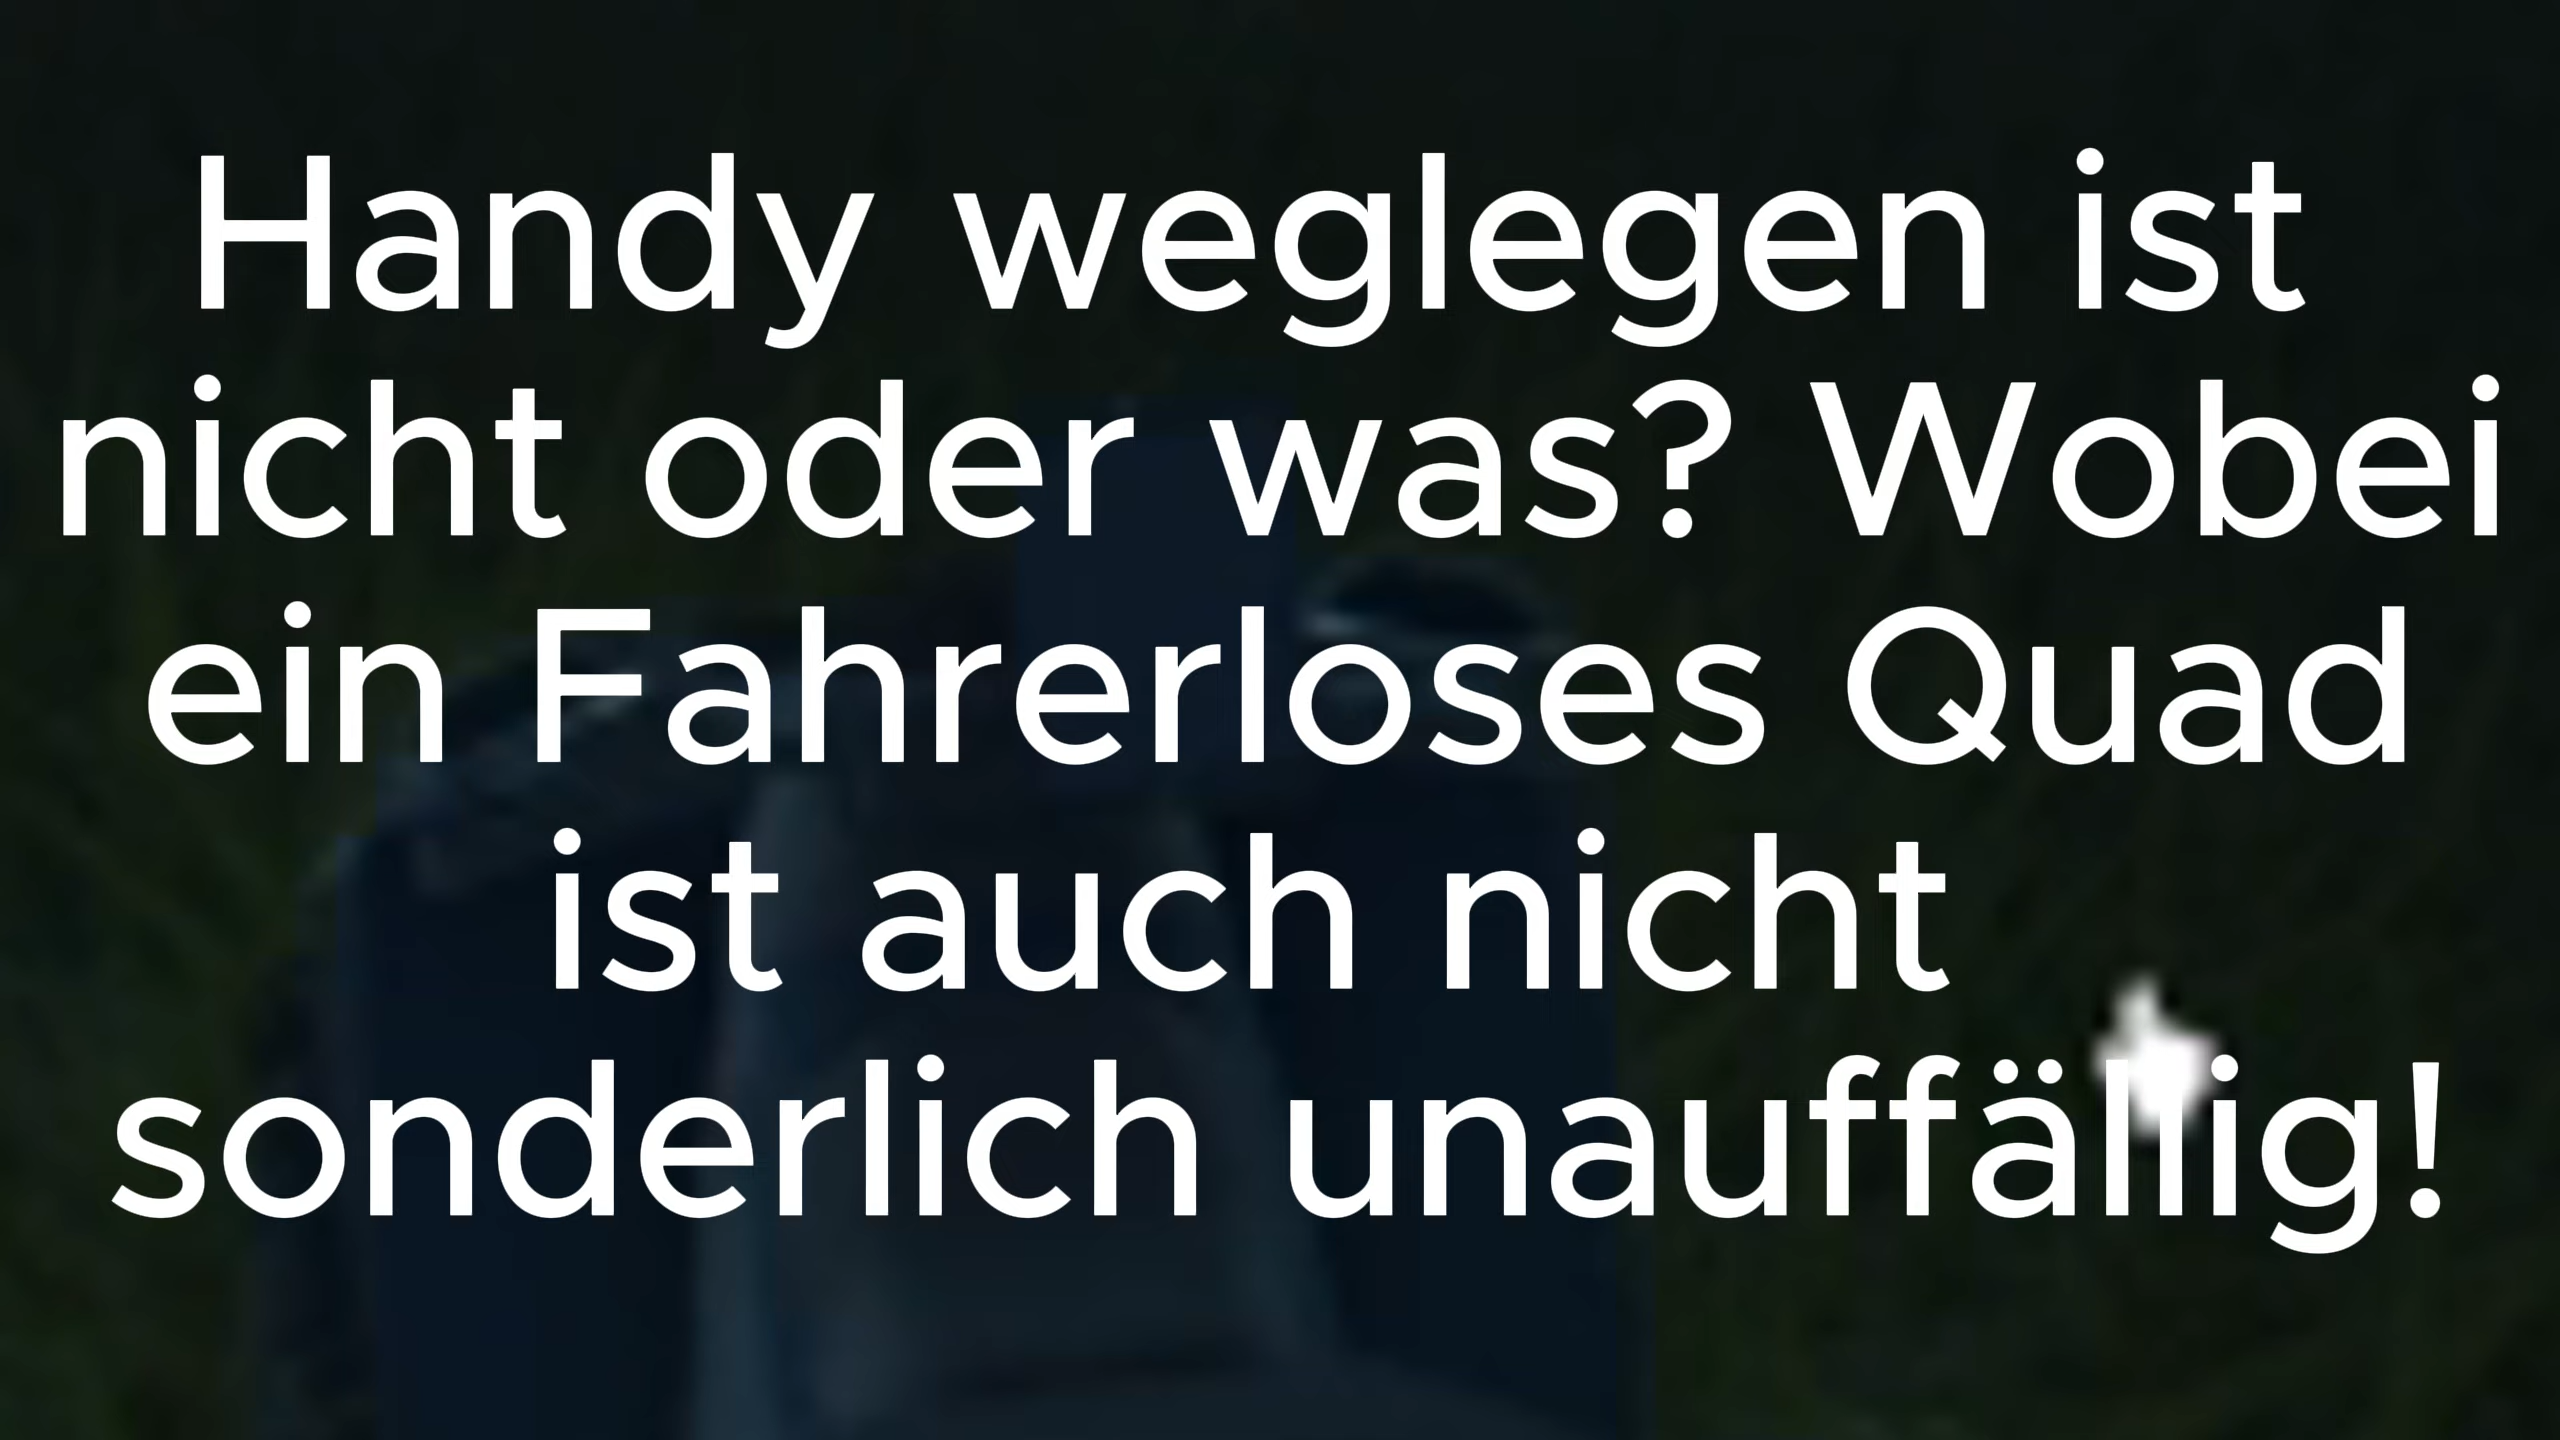 Handy weglegen ist
nicht oder was? Wobei
ein Fahrerloses Quad
ist auch nicht
sonderlich unauffällig!